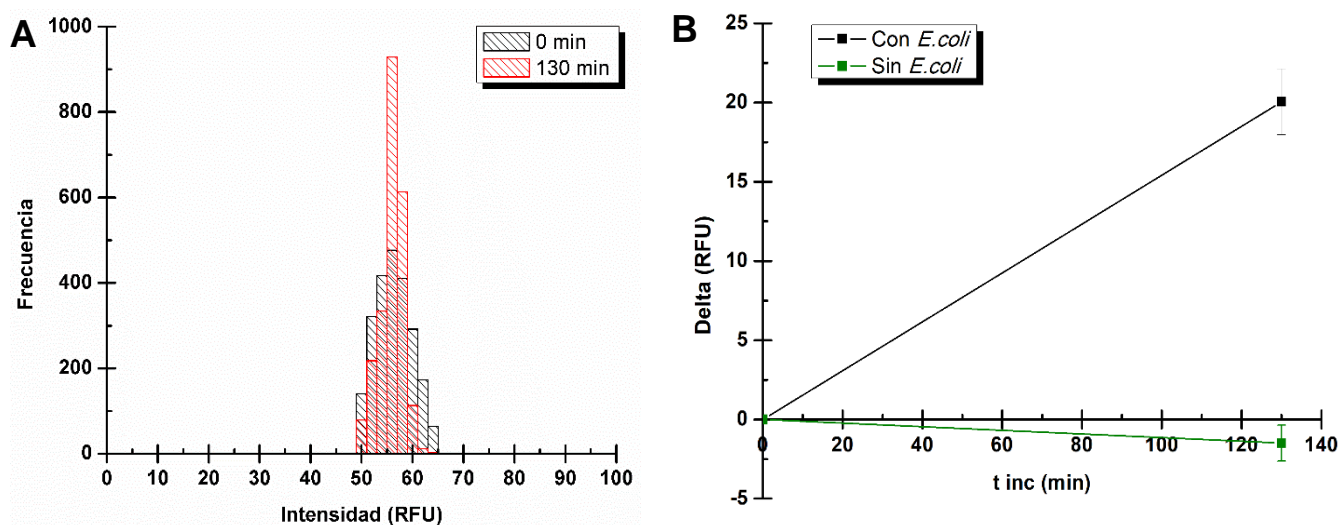 A
1000
800
600
400
200
0
Frecuencia
0 min
130 min
0 10 20 30 40 50 60 70 80 90 100
Intensidad (RFU)
B
25
20
15
10
5
0
-5
Delta (RFU)
Con E.coli
Sin E.coli
0 20 40 60 80 100 120 140
t inc (min)